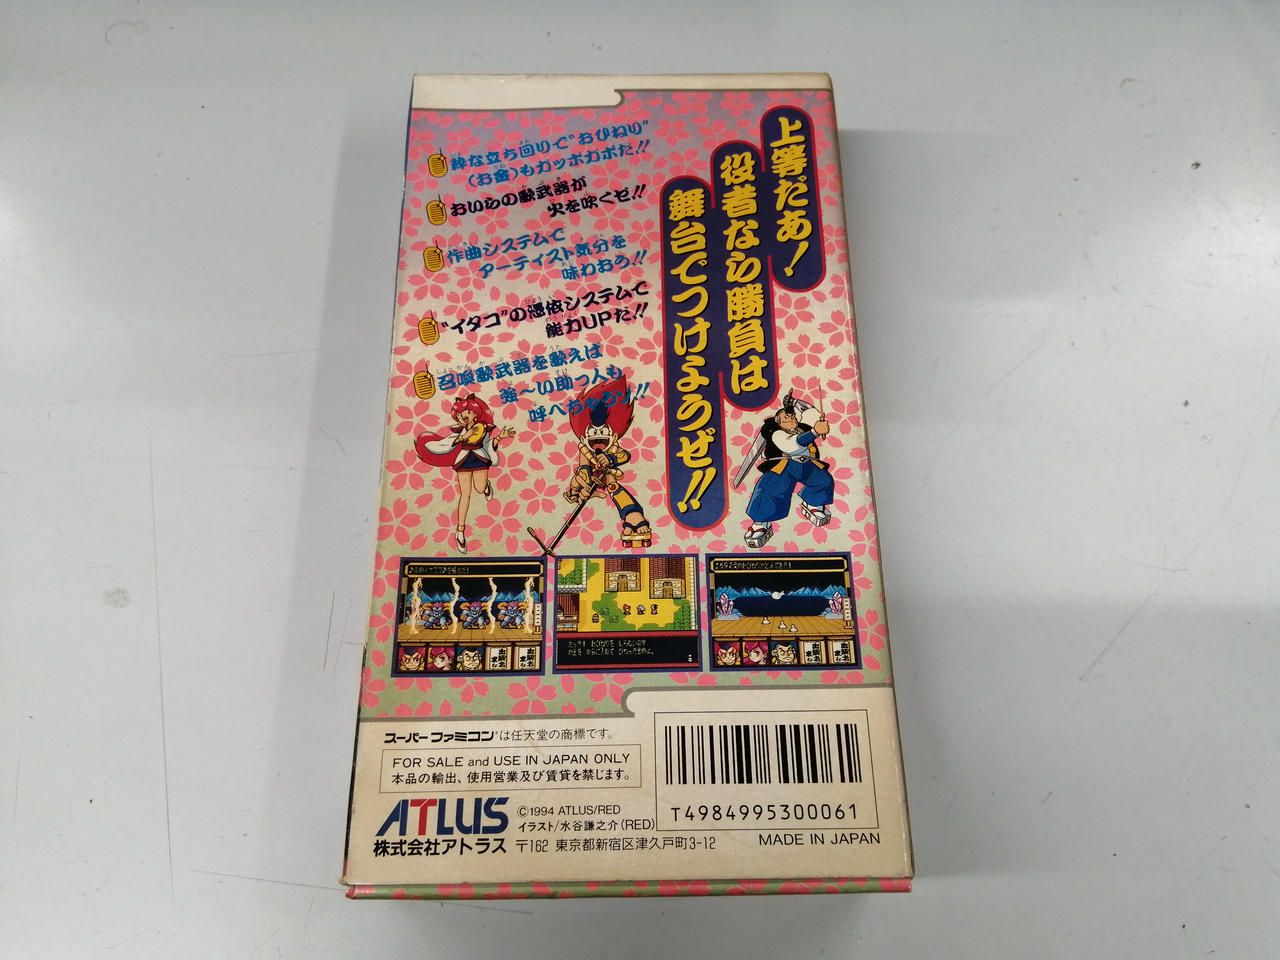 上等だあ!
役者なら勝負は
舞台でつけようぜ!!
粋な立ち回りで"おひねり"
(お金)もガッポガポだ!!
おいらの歌武器が
火を吹くゼ!!
作曲システムで
アーティスト気分を
味わおう!!
"イタコ"の憑依システムで
能力UPだ!!
召喚歌武器を歌えば
強〜い助っ人も
呼べちゃうゾ!!
スーパーファミコンは任天堂の商標です。
FOR SALE and USE IN JAPAN ONLY
本品の輸出、使用営業及び賃貸を禁じます。
ATLUS
株式会社アトラス
©1994 ATLUS/RED
イラスト/水谷謙之介(RED)
〒162 東京都新宿区津久戸町3-12
T4984995300061
MADE IN JAPAN